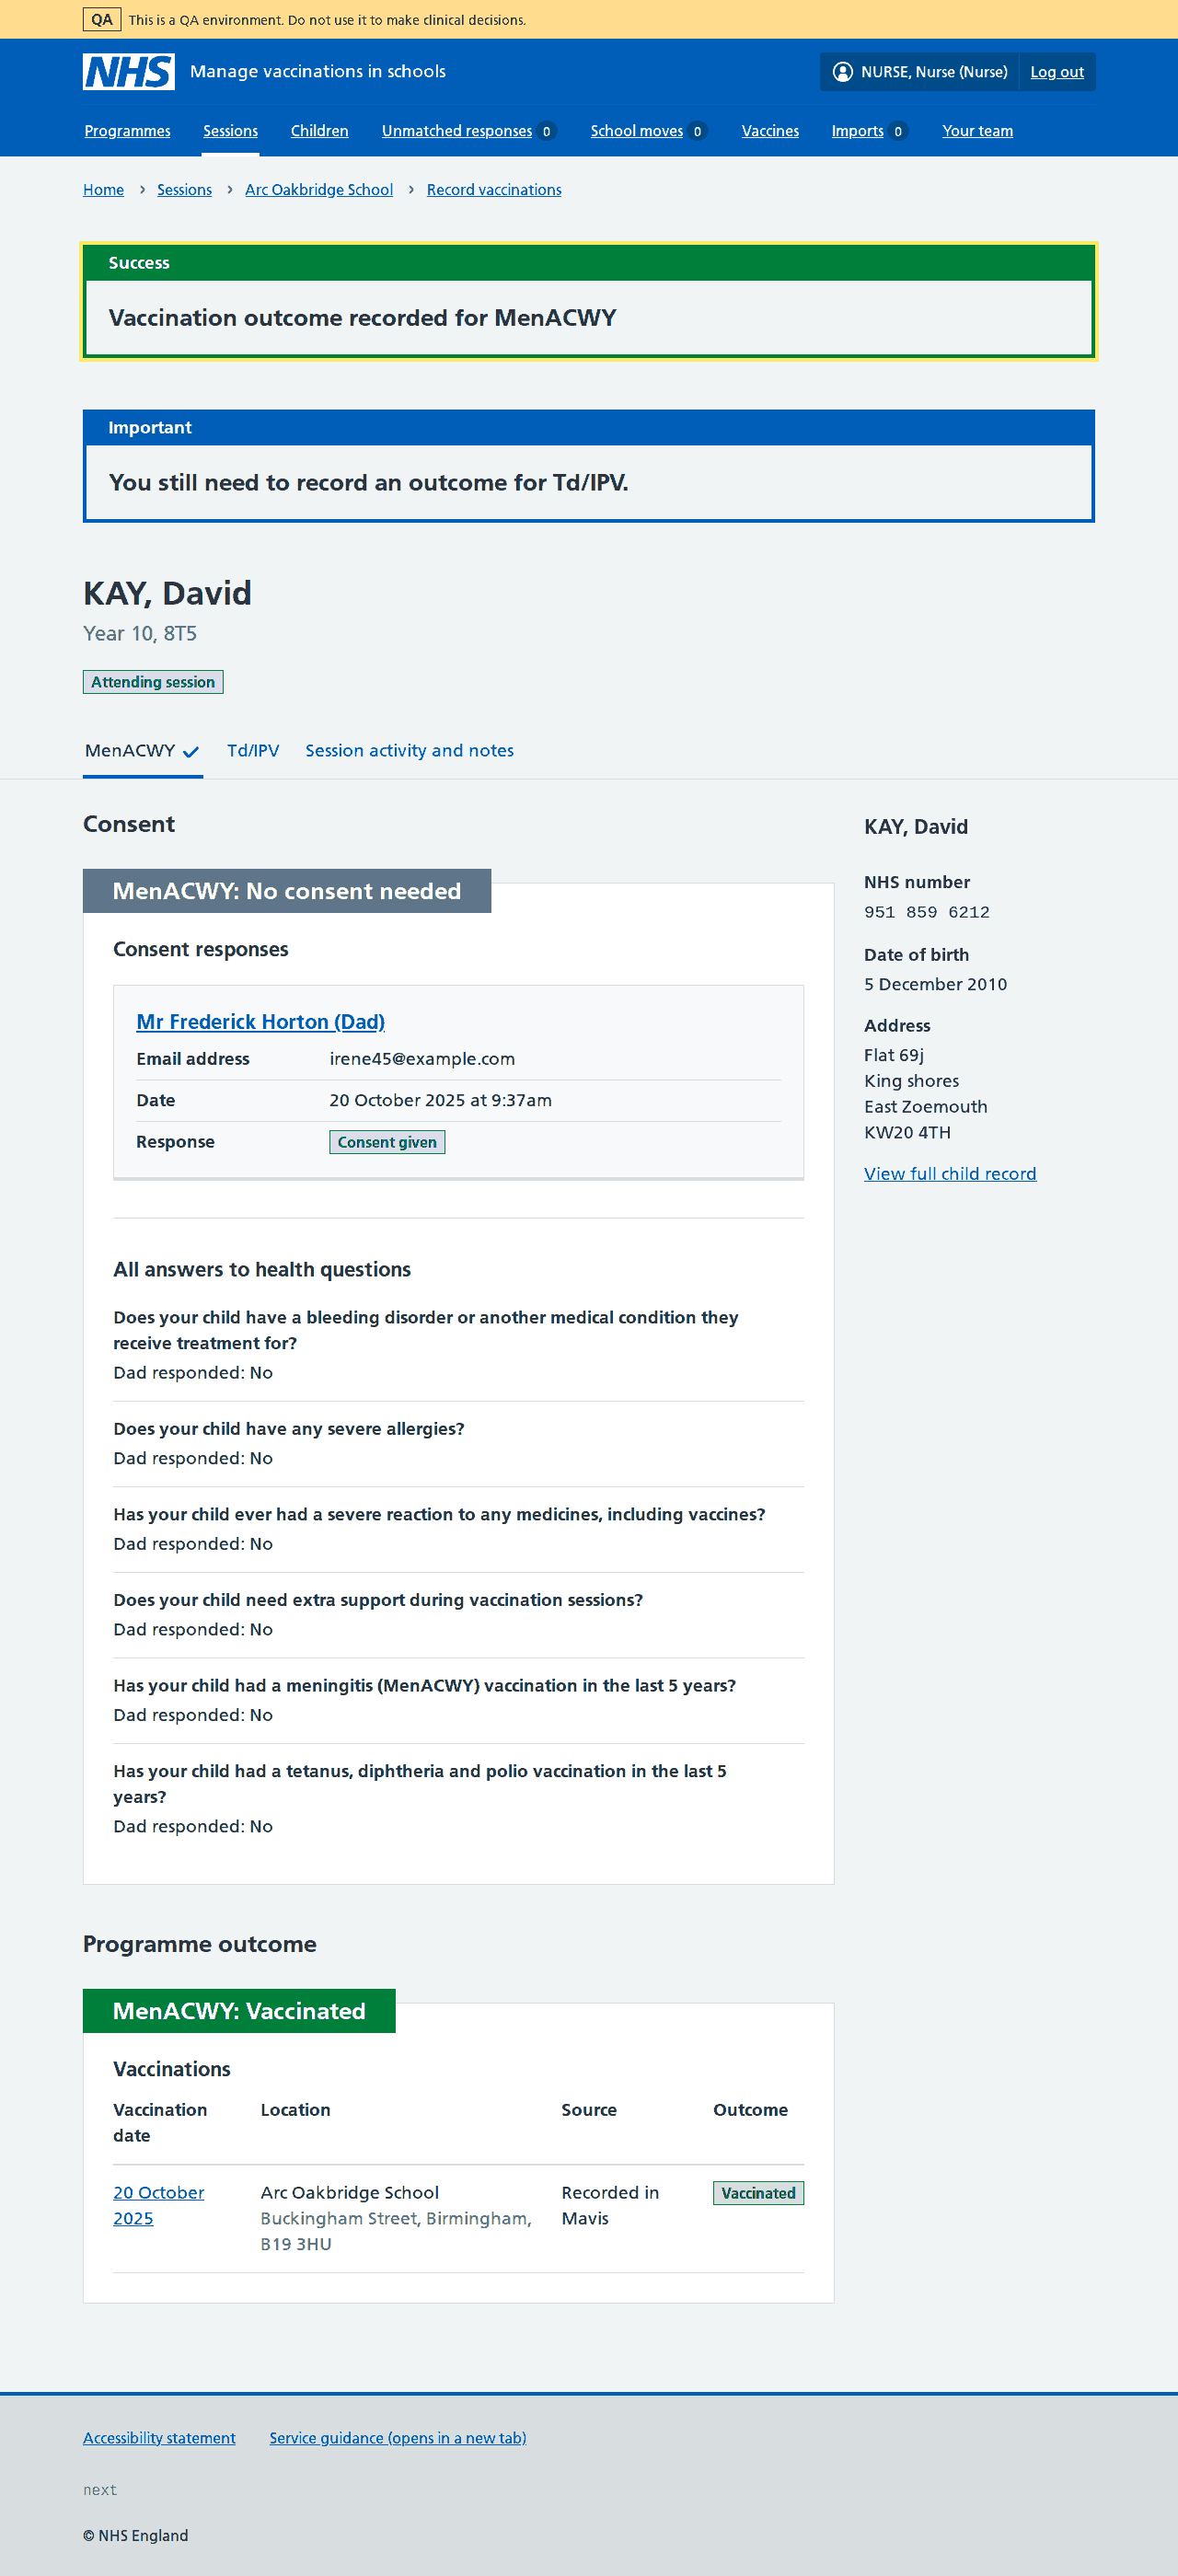 QA This is a QA environment. Do not use it to make clinical decisions.
NHS Manage vaccinations in schools NURSE, Nurse (Nurse) Log out
Programmes Sessions Children Unmatched responses 0 School moves 0 Vaccines Imports 0 Your team
Home › Sessions › Arc Oakbridge School › Record vaccinations
Success
Vaccination outcome recorded for MenACWY
Important
You still need to record an outcome for Td/IPV.
KAY, David
Year 10, 8T5
Attending session
MenACWY Td/IPV Session activity and notes
Consent
MenACWY: No consent needed
Consent responses
Mr Frederick Horton (Dad)
Email address irene45@example.com
Date 20 October 2025 at 9:37am
Response Consent given
All answers to health questions
Does your child have a bleeding disorder or another medical condition they
receive treatment for?
Dad responded: No
Does your child have any severe allergies?
Dad responded: No
Has your child ever had a severe reaction to any medicines, including vaccines?
Dad responded: No
Does your child need extra support during vaccination sessions?
Dad responded: No
Has your child had a meningitis (MenACWY) vaccination in the last 5 years?
Dad responded: No
Has your child had a tetanus, diphtheria and polio vaccination in the last 5
years?
Dad responded: No
KAY, David
NHS number
951 859 6212
Date of birth
5 December 2010
Address
Flat 69j
King shores
East Zoemouth
KW20 4TH
View full child record
Programme outcome
MenACWY: Vaccinated
Vaccinations
Vaccination Location Source Outcome
date
20 October Arc Oakbridge School Recorded in Vaccinated
2025 Buckingham Street, Birmingham, Mavis
B19 3HU
Accessibility statement Service guidance (opens in a new tab)
next
© NHS England